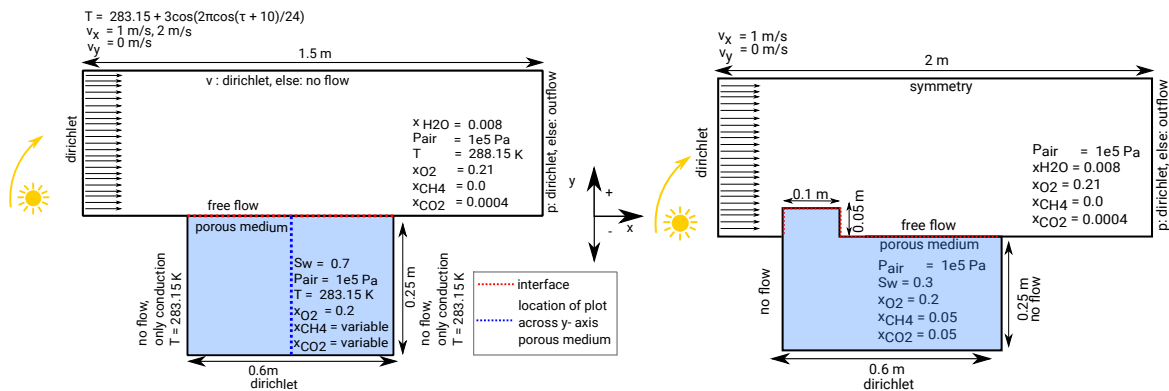 T = 283.15 + 3cos(2πcos(τ + 10)/24)
vx = 1 m/s, 2 m/s
vy = 0 m/s
1.5 m
v : dirichlet, else: no flow
dirichlet
x H2O = 0.008
Pair = 1e5 Pa
T = 288.15 K
xO2 = 0.21
xCH4 = 0.0
xCO2 = 0.0004
p: dirichlet, else: outflow
free flow
porous medium
Sw = 0.7
Pair = 1e5 Pa
T = 283.15 K
xO2 = 0.2
xCH4 = variable
xCO2 = variable
no flow,
only conduction
T = 283.15 K
0.25 m
no flow,
only conduction
T = 283.15 K
0.6m
dirichlet
y
+
x
-
interface
location of plot
across y- axis
porous medium
vx = 1 m/s
vy = 0 m/s
2 m
symmetry
dirichlet
Pair = 1e5 Pa
xH2O = 0.008
xO2 = 0.21
xCH4 = 0.0
xCO2 = 0.0004
p: dirichlet, else: outflow
0.1 m
0.05 m
free flow
porous medium
Pair = 1e5 Pa
Sw = 0.3
xO2 = 0.2
xCH4 = 0.05
xCO2 = 0.05
no flow
0.25 m
no flow
0.6 m
dirichlet